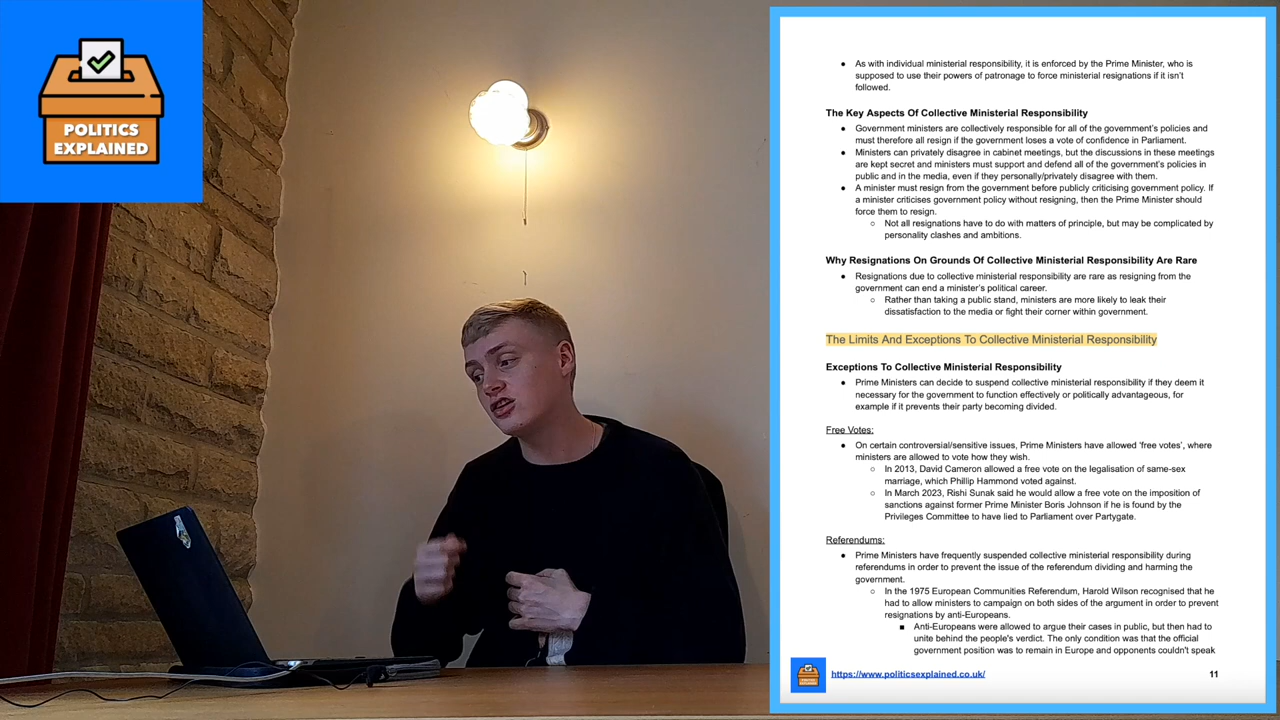 POLITICS
EXPLAINED
● As with individual ministerial responsibility, it is enforced by the Prime Minister, who is
supposed to use their powers of patronage to force ministerial resignations if it isn't
followed.
The Key Aspects Of Collective Ministerial Responsibility
● Government ministers are collectively responsible for all of the government's policies and
must therefore all resign if the government loses a vote of confidence in Parliament.
● Ministers can privately disagree in cabinet meetings, but the discussions in these meetings
are kept secret and ministers must support and defend all of the government's policies in
public and in the media, even if they personally/privately disagree with them.
● A minister must resign from the government before publicly criticising government policy. If
a minister criticises government policy without resigning, then the Prime Minister should
force them to resign.
○ Not all resignations have to do with matters of principle, but may be complicated by
personality clashes and ambitions.
Why Resignations On Grounds Of Collective Ministerial Responsibility Are Rare
● Resignations due to collective ministerial responsibility are rare as resigning from the
government can end a minister's political career.
○ Rather than taking a public stand, ministers are more likely to leak their
dissatisfaction to the media or fight their corner within government.
The Limits And Exceptions To Collective Ministerial Responsibility
Exceptions To Collective Ministerial Responsibility
● Prime Ministers can decide to suspend collective ministerial responsibility if they deem it
necessary for the government to function effectively or politically advantageous, for
example if it prevents their party becoming divided.
Free Votes:
● On certain controversial/sensitive issues, Prime Ministers have allowed 'free votes', where
ministers are allowed to vote how they wish.
○ In 2013, David Cameron allowed a free vote on the legalisation of same-sex
marriage, which Phillip Hammond voted against.
○ In March 2023, Rishi Sunak said he would allow a free vote on the imposition of
sanctions against former Prime Minister Boris Johnson if he is found by the
Privileges Committee to have lied to Parliament over Partygate.
Referendums:
● Prime Ministers have frequently suspended collective ministerial responsibility during
referendums in order to prevent the issue of the referendum dividing and harming the
government.
○ In the 1975 European Communities Referendum, Harold Wilson recognised that he
had to allow ministers to campaign on both sides of the argument in order to prevent
resignations by anti-Europeans.
■ Anti-Europeans were allowed to argue their cases in public, but then had to
unite behind the people's verdict. The only condition was that the official
government position was to remain in Europe and opponents couldn't speak
POLITICS
EXPLAINED
https://www.politicsexplained.co.uk/
11